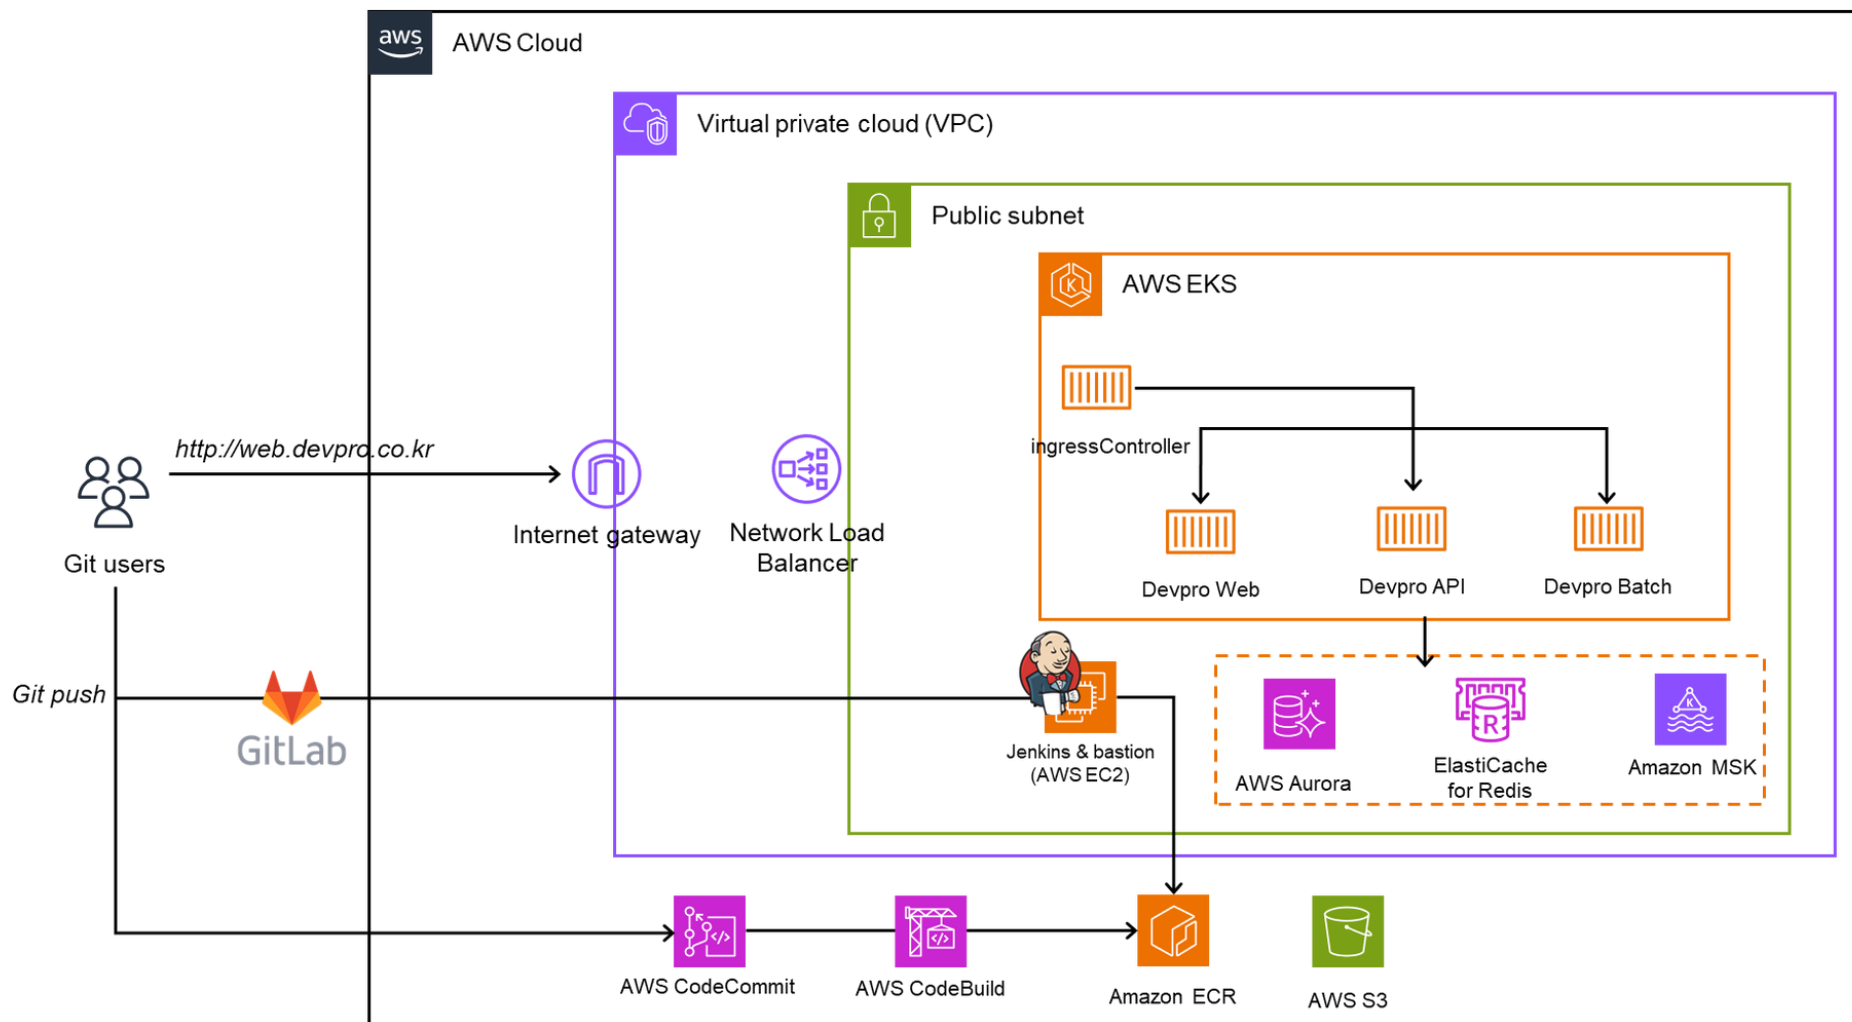 aws
AWS Cloud
Virtual private cloud (VPC)
Public subnet
K
AWS EKS
ingressController
http://web.devpro.co.kr
Internet gateway
Network Load
Balancer
Git users
Devpro Web
Devpro API
Devpro Batch
Git push
GitLab
Jenkins & bastion
(AWS EC2)
AWS Aurora
R
ElastiCache
for Redis
K
Amazon MSK
</>
AWS CodeCommit
</>
AWS CodeBuild
Amazon ECR
AWS S3